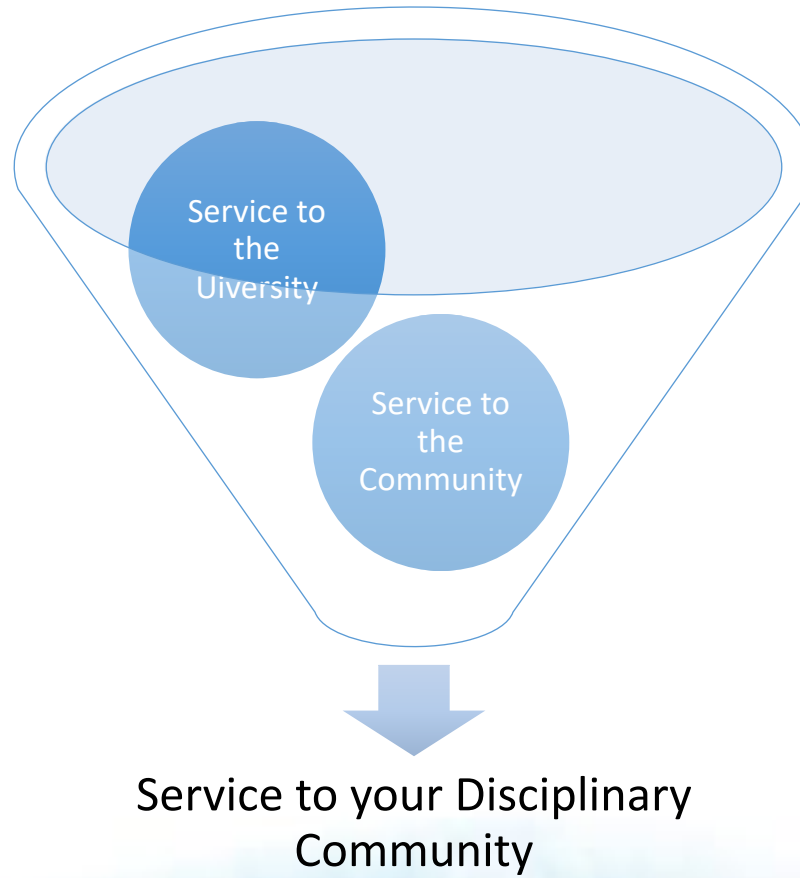 Service to
the
Uiversity
Service to
the
Community
Service to your Disciplinary
Community